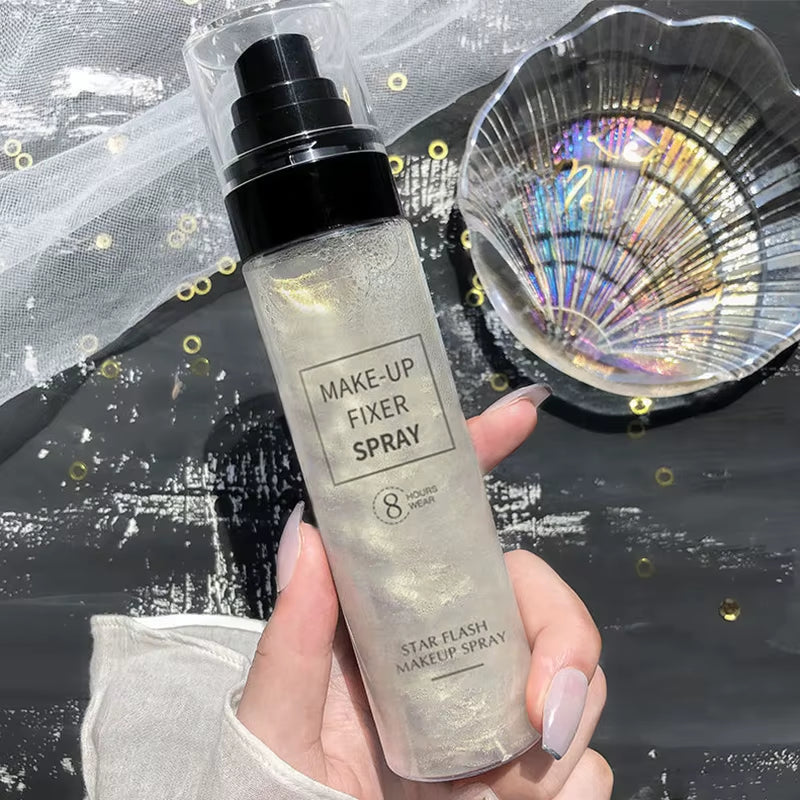 MAKE-UP
FIXER
SPRAY
8 HOURS
WEAR
STAR FLASH
MAKEUP SPRAY